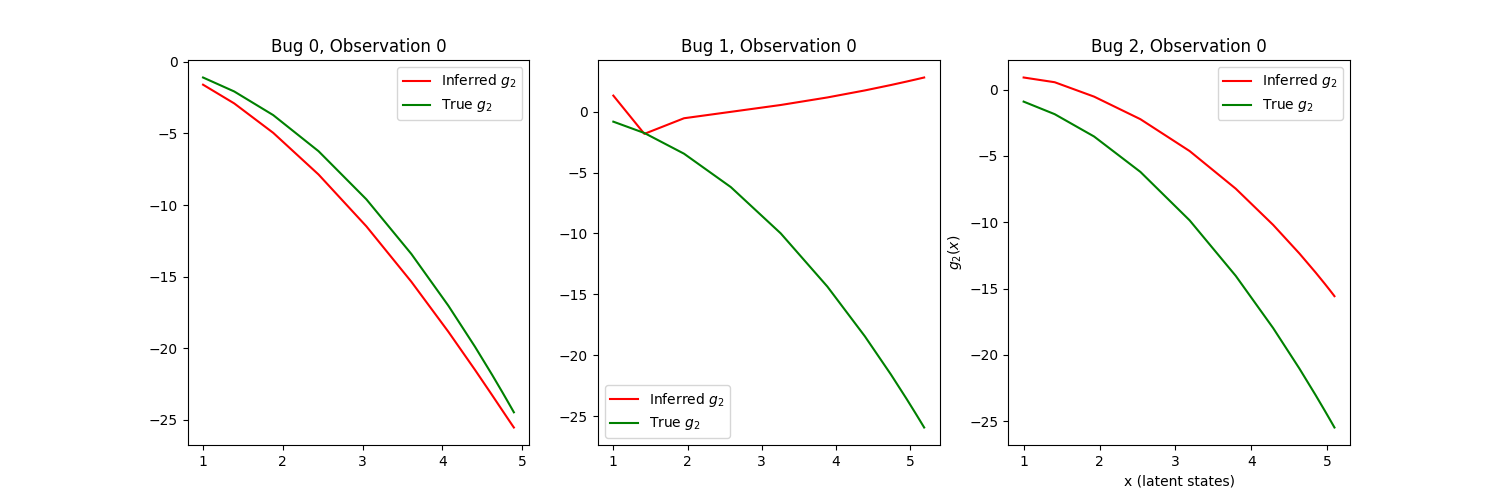 Bug 0, Observation 0
0
−5
−10
−15
−20
−25
1 2 3 4 5
Inferred g₂
True g₂
Bug 1, Observation 0
0
−5
−10
−15
−20
−25
1 2 3 4 5
Inferred g₂
True g₂
Bug 2, Observation 0
g₂(x)
0
−5
−10
−15
−20
−25
1 2 3 4 5
x (latent states)
Inferred g₂
True g₂